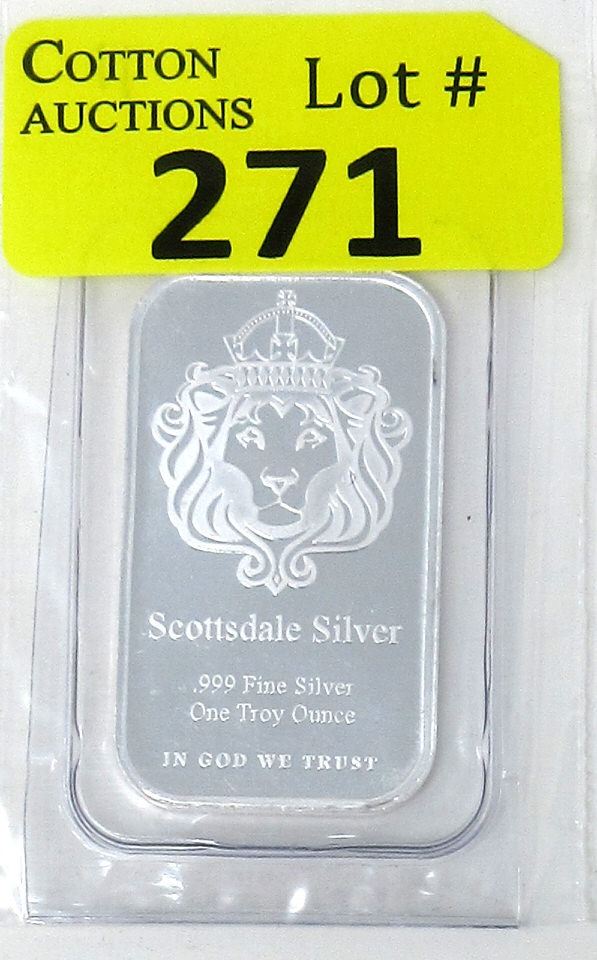 COTTON
AUCTIONS
Lot #
271
Scottsdale Silver
.999 Fine Silver
One Troy Ounce
IN GOD WE TRUST